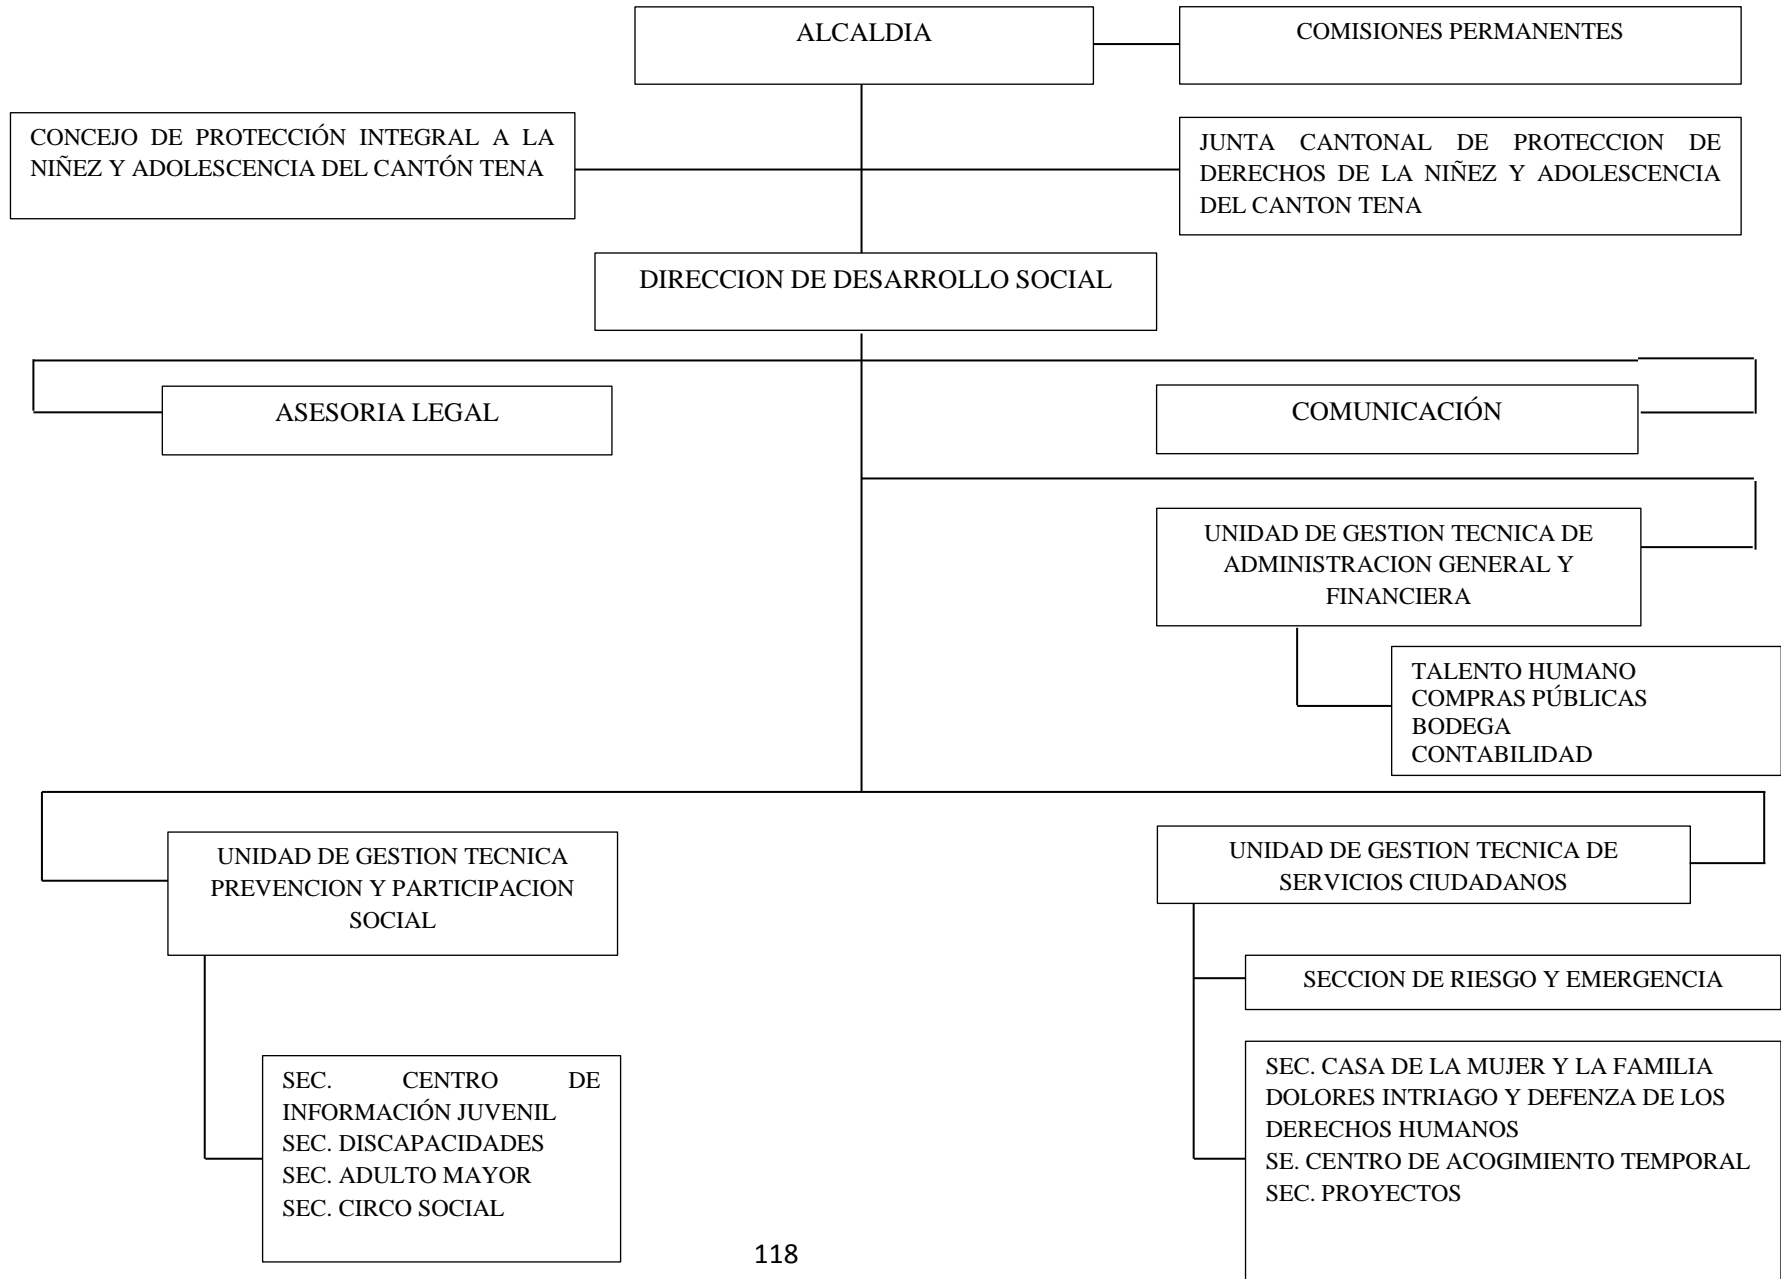 ALCALDIA
COMISIONES PERMANENTES
CONCEJO DE PROTECCIÓN INTEGRAL A LA
NIÑEZ Y ADOLESCENCIA DEL CANTÓN TENA
JUNTA CANTONAL DE PROTECCION DE
DERECHOS DE LA NIÑEZ Y ADOLESCENCIA
DEL CANTON TENA
DIRECCION DE DESARROLLO SOCIAL
ASESORIA LEGAL
COMUNICACIÓN
UNIDAD DE GESTION TECNICA DE
ADMINISTRACION GENERAL Y
FINANCIERA
TALENTO HUMANO
COMPRAS PÚBLICAS
BODEGA
CONTABILIDAD
UNIDAD DE GESTION TECNICA
PREVENCION Y PARTICIPACION
SOCIAL
UNIDAD DE GESTION TECNICA DE
SERVICIOS CIUDADANOS
SECCION DE RIESGO Y EMERGENCIA
SEC. CENTRO DE
INFORMACIÓN JUVENIL
SEC. DISCAPACIDADES
SEC. ADULTO MAYOR
SEC. CIRCO SOCIAL
SEC. CASA DE LA MUJER Y LA FAMILIA
DOLORES INTRIAGO Y DEFENZA DE LOS
DERECHOS HUMANOS
SE. CENTRO DE ACOGIMIENTO TEMPORAL
SEC. PROYECTOS
118